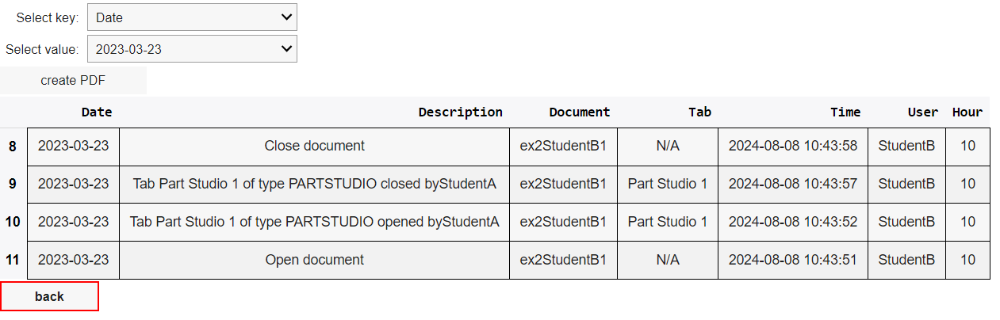 Select key: Date
Select value: 2023-03-23
create PDF
Date Description Document Tab Time User Hour
8 2023-03-23 Close document ex2StudentB1 N/A 2024-08-08 10:43:58 StudentB 10
9 2023-03-23 Tab Part Studio 1 of type PARTSTUDIO closed byStudentA ex2StudentB1 Part Studio 1 2024-08-08 10:43:57 StudentB 10
10 2023-03-23 Tab Part Studio 1 of type PARTSTUDIO opened byStudentA ex2StudentB1 Part Studio 1 2024-08-08 10:43:52 StudentB 10
11 2023-03-23 Open document ex2StudentB1 N/A 2024-08-08 10:43:51 StudentB 10
back